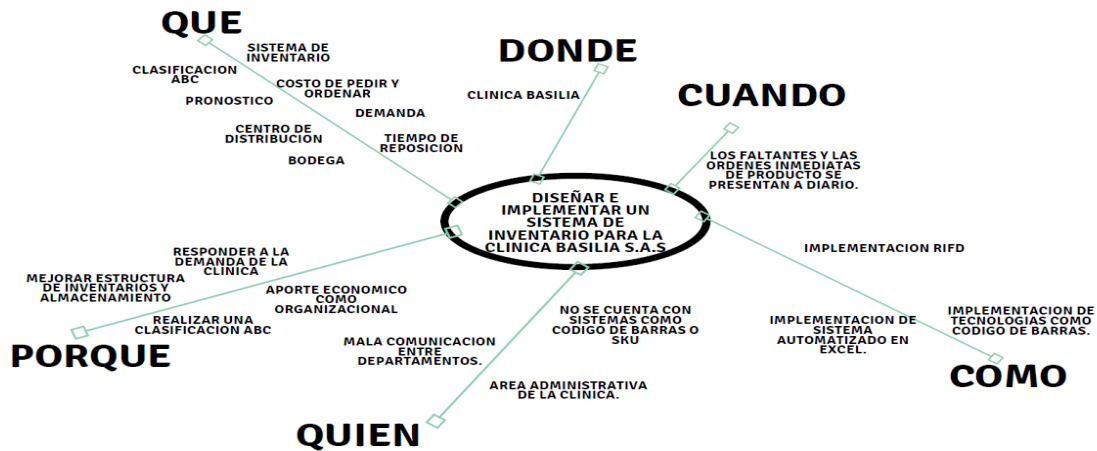 QUE
SISTEMA DE
INVENTARIO
CLASIFICACION
ABC
COSTO DE PEDIR Y
ORDENAR
PRONOSTICO
DEMANDA
CENTRO DE
DISTRIBUCION
TIEMPO DE
REPOSICION
BODEGA
DONDE
CLINICA BASILIA
CUANDO
LOS FALTANTES Y LAS
ORDENES INMEDIATAS
DE PRODUCTO SE
PRESENTAN A DIARIO.
DISEÑAR E
IMPLEMENTAR UN
SISTEMA DE
INVENTARIO PARA LA
CLINICA BASILIA S.A.S
RESPONDER A LA
DEMANDA DE LA
CLINICA
MEJORAR ESTRUCTURA
DE INVENTARIOS Y
ALMACENAMIENTO
APORTE ECONOMICO
COMO
ORGANIZACIONAL
REALIZAR UNA
CLASIFICACION ABC
PORQUE
NO SE CUENTA CON
SISTEMAS COMO
CODIGO DE BARRAS O
SKU
MALA COMUNICACION
ENTRE
DEPARTAMENTOS.
AREA ADMINISTRATIVA
DE LA CLINICA.
QUIEN
IMPLEMENTACION RIFD
IMPLEMENTACION DE
TECNOLOGIAS COMO
CODIGO DE BARRAS.
IMPLEMENTACION DE
SISTEMA
AUTOMATIZADO EN
EXCEL.
COMO